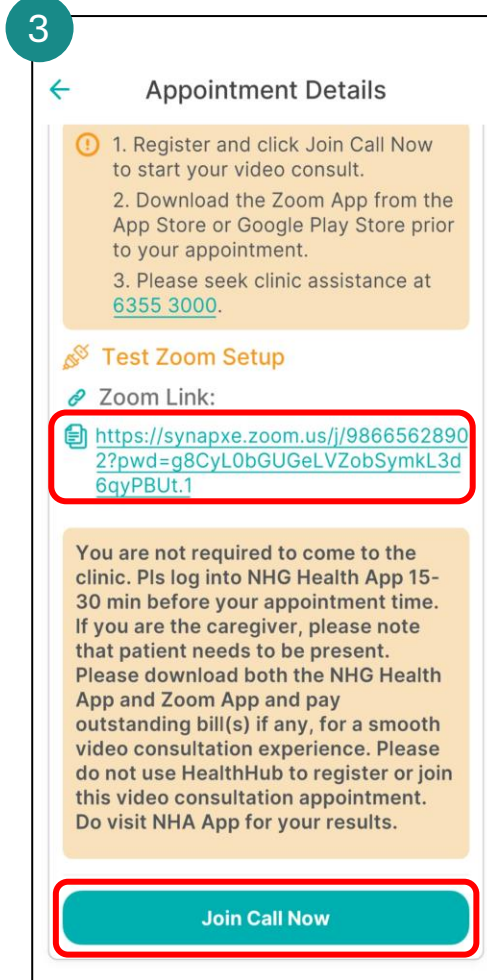 3
Appointment Details
1. Register and click Join Call Now
to start your video consult.
2. Download the Zoom App from the
App Store or Google Play Store prior
to your appointment.
3. Please seek clinic assistance at
6355 3000.
Test Zoom Setup
Zoom Link:
https://synapxe.zoom.us/j/9866562890
2?pwd=g8CyL0bGUGeLVZobSymkL3d
6qyPBUt.1
You are not required to come to the
clinic. Pls log into NHG Health App 15-
30 min before your appointment time.
If you are the caregiver, please note
that patient needs to be present.
Please download both the NHG Health
App and Zoom App and pay
outstanding bill(s) if any, for a smooth
video consultation experience. Please
do not use HealthHub to register or join
this video consultation appointment.
Do visit NHA App for your results.
Join Call Now